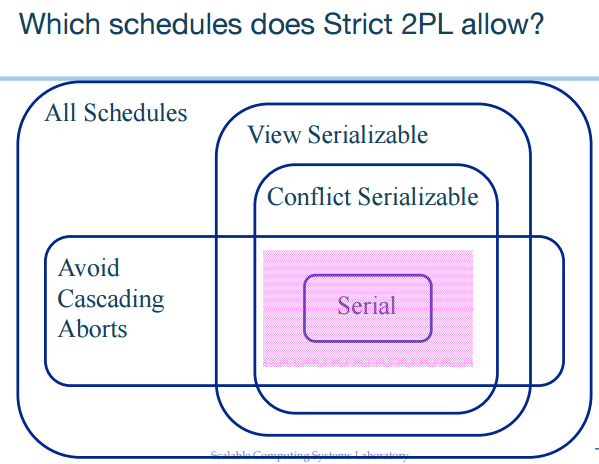 Which schedules does Strict 2PL allow?
All Schedules
View Serializable
Conflict Serializable
Avoid
Cascading
Aborts
Serial
Scalable Computing Systems Laboratory